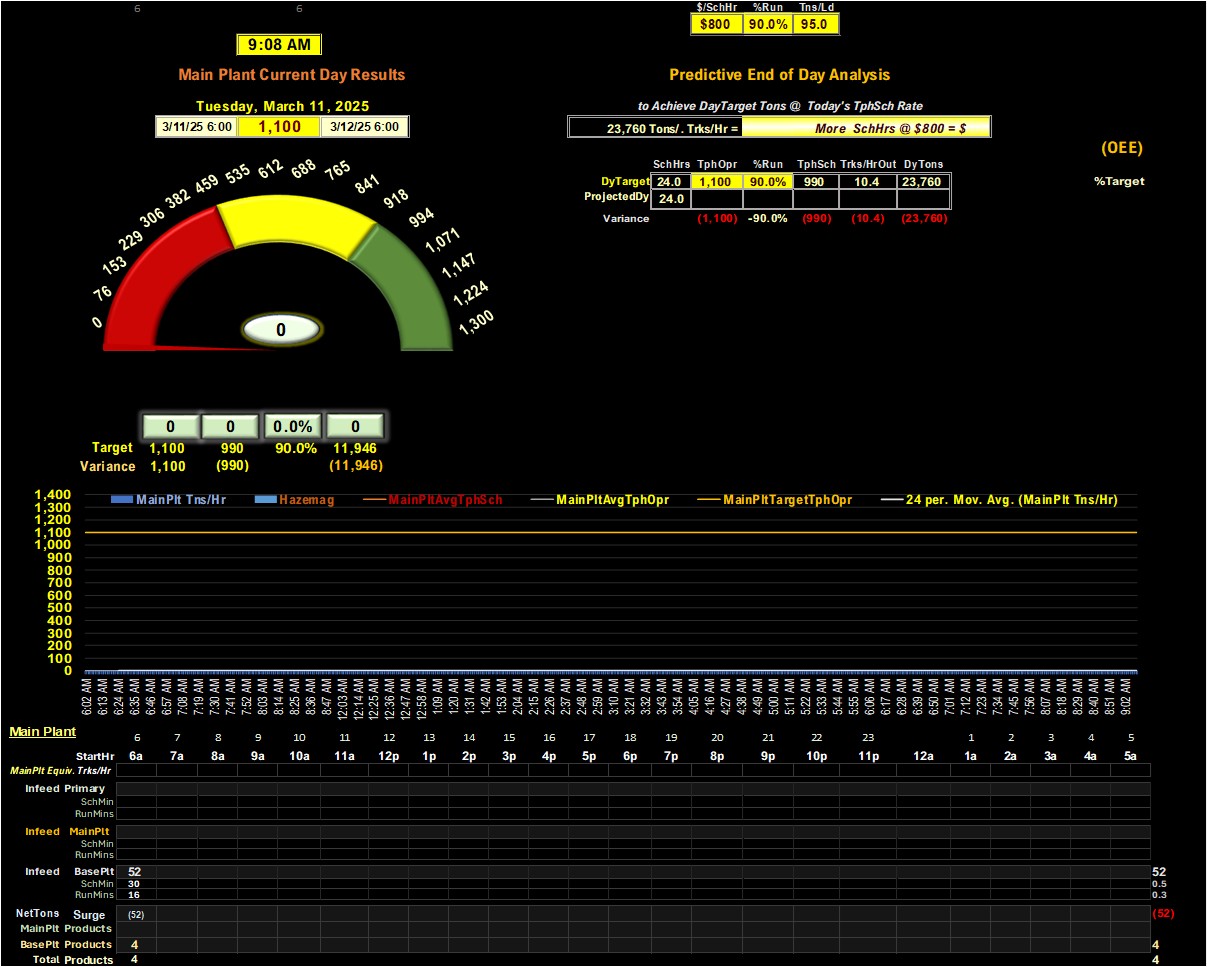 6 6
$/SchHr %Run Tns/Ld
$800 90.0% 95.0
9:08 AM
Main Plant Current Day Results
Predictive End of Day Analysis
Tuesday, March 11, 2025
to Achieve DayTarget Tons @ Today's TphSch Rate
3/11/25 6:00 1,100 3/12/25 6:00
23,760 Tons/. Trks/Hr = More SchHrs @ $800 = $
(OEE)
%Target
SchHrs TphOpr %Run TphSch Trks/HrOut DyTons
DyTarget 24.0 1,100 90.0% 990 10.4 23,760
ProjectedDy 24.0
Variance (1,100) -90.0% (990) (10.4) (23,760)
0 76 153 229 306 382 459 535 612 688 765 841 918 994 1,071 1,147 1,224 1,300
0
0 0 0.0% 0
Target 1,100 990 90.0% 11,946
Variance 1,100 (990) (11,946)
MainPlt Tns/Hr Hazemag MainPltAvgTphSch MainPltAvgTphOpr MainPltTargetTphOpr 24 per. Mov. Avg. (MainPlt Tns/Hr)
1,400
1,300
1,200
1,100
1,000
900
800
700
600
500
400
300
200
100
0
6:02 AM 6:13 AM 6:24 AM 6:35 AM 6:46 AM 6:57 AM 7:08 AM 7:19 AM 7:30 AM 7:41 AM 7:52 AM 8:03 AM 8:14 AM 8:25 AM 8:36 AM 8:47 AM 12:03 AM 12:14 AM 12:25 AM 12:36 AM 12:47 AM 12:58 AM 1:09 AM 1:20 AM 1:31 AM 1:42 AM 1:53 AM 2:04 AM 2:15 AM 2:26 AM 2:37 AM 2:48 AM 2:59 AM 3:10 AM 3:21 AM 3:32 AM 3:43 AM 3:54 AM 4:05 AM 4:16 AM 4:27 AM 4:38 AM 4:49 AM 5:00 AM 5:11 AM 5:22 AM 5:33 AM 5:44 AM 5:55 AM 6:06 AM 6:17 AM 6:28 AM 6:39 AM 6:50 AM 7:01 AM 7:12 AM 7:23 AM 7:34 AM 7:45 AM 7:56 AM 8:07 AM 8:18 AM 8:29 AM 8:40 AM 8:51 AM 9:02 AM
Main Plant
6 7 8 9 10 11 12 13 14 15 16 17 18 19 20 21 22 23 1 2 3 4 5
StartHr 6a 7a 8a 9a 10a 11a 12p 1p 2p 3p 4p 5p 6p 7p 8p 9p 10p 11p 12a 1a 2a 3a 4a 5a
MainPlt Equiv. Trks/Hr
Infeed Primary
SchMin
RunMins
Infeed MainPlt
SchMin
RunMins
Infeed BasePlt 52 52
SchMin 30 0.5
RunMins 16 0.3
NetTons Surge (52) (52)
MainPlt Products
BasePlt Products 4 4
Total Products 4 4